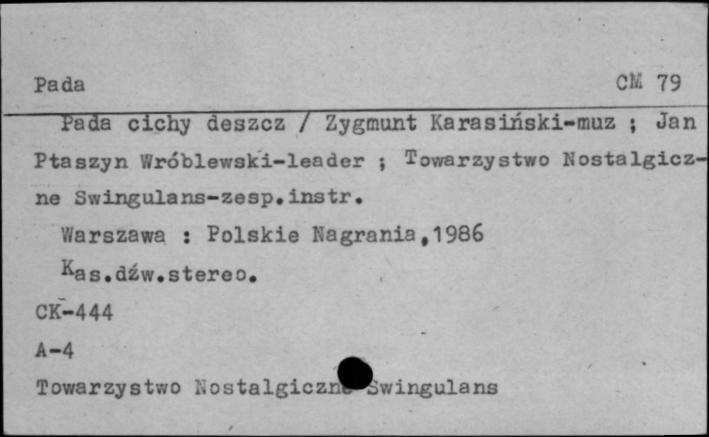 Pada CM 79
Pada cichy deszcz / Zygmunt Karasiński-muz ; Jan
Ptaszyn Wróblewski-leader ; Towarzystwo Nostalgicz-
ne Swingulans-zesp.instr.
Warszawa : Polskie Nagrania,1986
Kas.dźw.stereo.
CK-444
A-4
Towarzystwo Nostalgiczne Swingulans